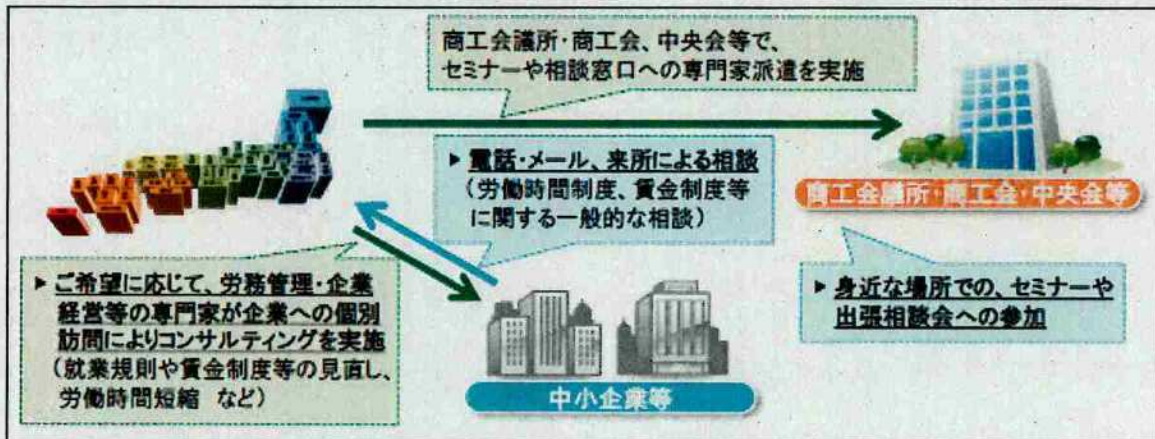 商工会議所・商工会、中央会等で、
セミナーや相談窓口への専門家派遣を実施
▶ 電話・メール、来所による相談
(労働時間制度、賃金制度等
に関する一般的な相談)
商工会議所・商工会・中央会等
▶ ご希望に応じて、労務管理・企業
経営等の専門家が企業への個別
訪問によりコンサルティングを実施
(就業規則や賃金制度等の見直し、
労働時間短縮 など)
▶ 身近な場所での、セミナーや
出張相談会への参加
中小企業等